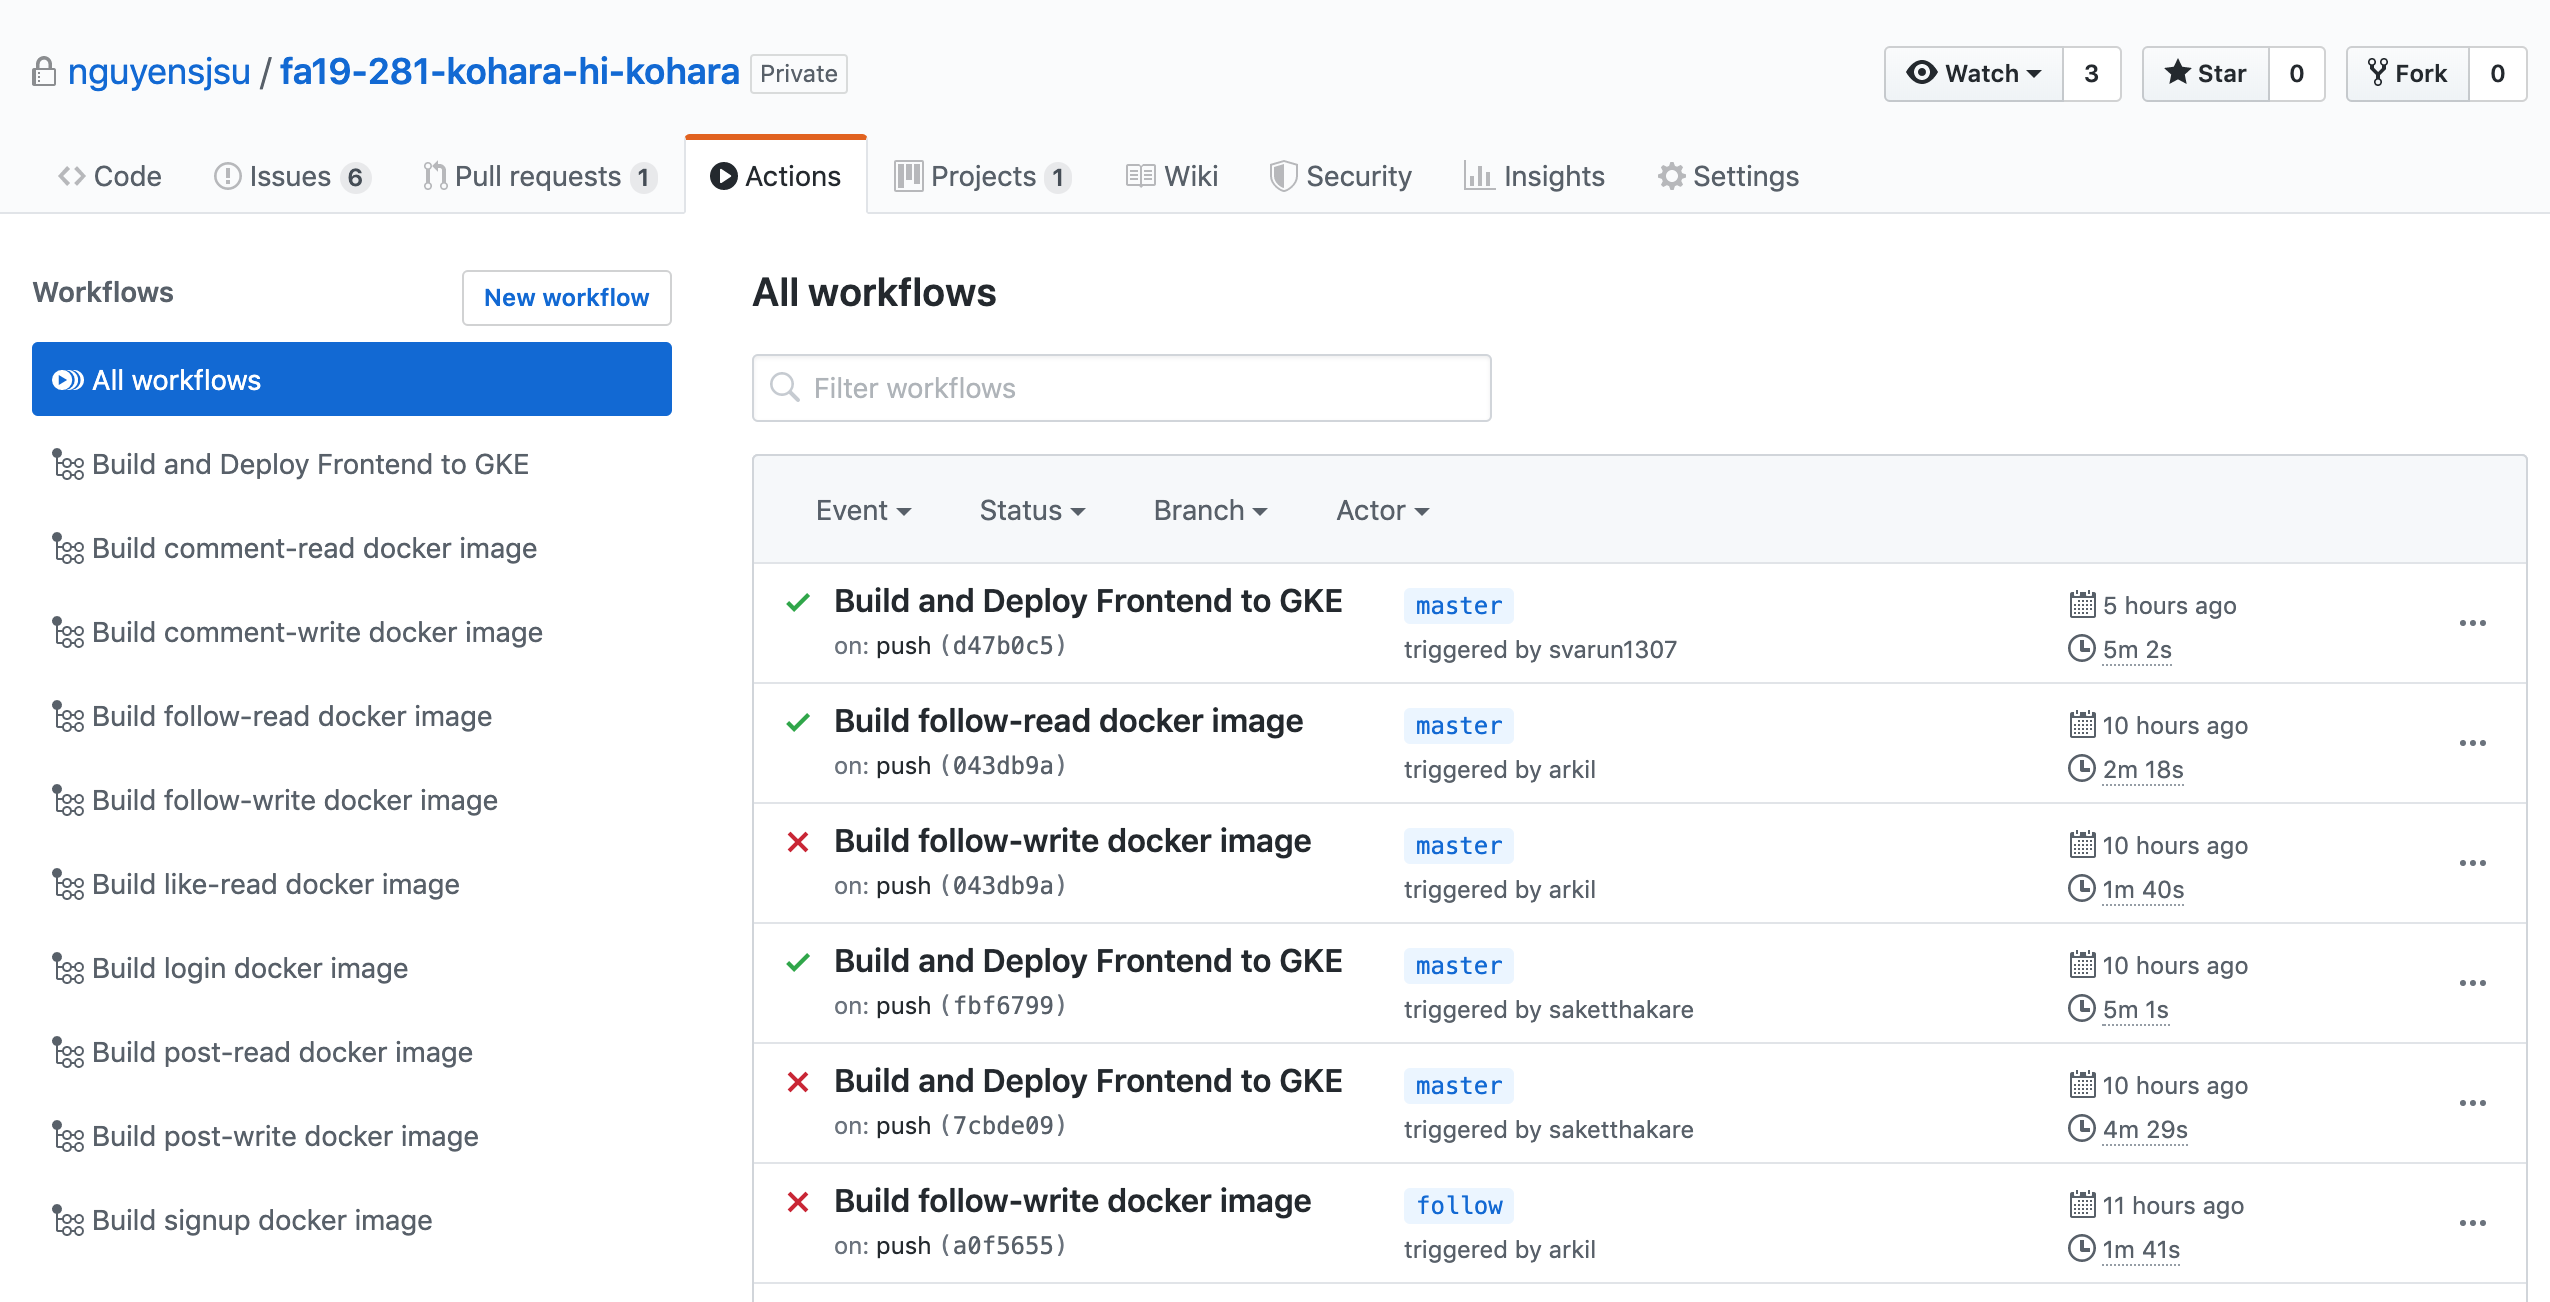 nguyensjsu / fa19-281-kohara-hi-kohara Private
Watch 3 Star 0 Fork 0
Code Issues 6 Pull requests 1 Actions Projects 1 Wiki Security Insights Settings
Workflows
New workflow
All workflows
Build and Deploy Frontend to GKE
Build comment-read docker image
Build comment-write docker image
Build follow-read docker image
Build follow-write docker image
Build like-read docker image
Build login docker image
Build post-read docker image
Build post-write docker image
Build signup docker image
All workflows
Filter workflows
Event Status Branch Actor
Build and Deploy Frontend to GKE master 5 hours ago
on: push (d47b0c5) triggered by svarun1307 5m 2s
Build follow-read docker image master 10 hours ago
on: push (043db9a) triggered by arkil 2m 18s
Build follow-write docker image master 10 hours ago
on: push (043db9a) triggered by arkil 1m 40s
Build and Deploy Frontend to GKE master 10 hours ago
on: push (fbf6799) triggered by saketthakare 5m 1s
Build and Deploy Frontend to GKE master 10 hours ago
on: push (7cbde09) triggered by saketthakare 4m 29s
Build follow-write docker image follow 11 hours ago
on: push (a0f5655) triggered by arkil 1m 41s